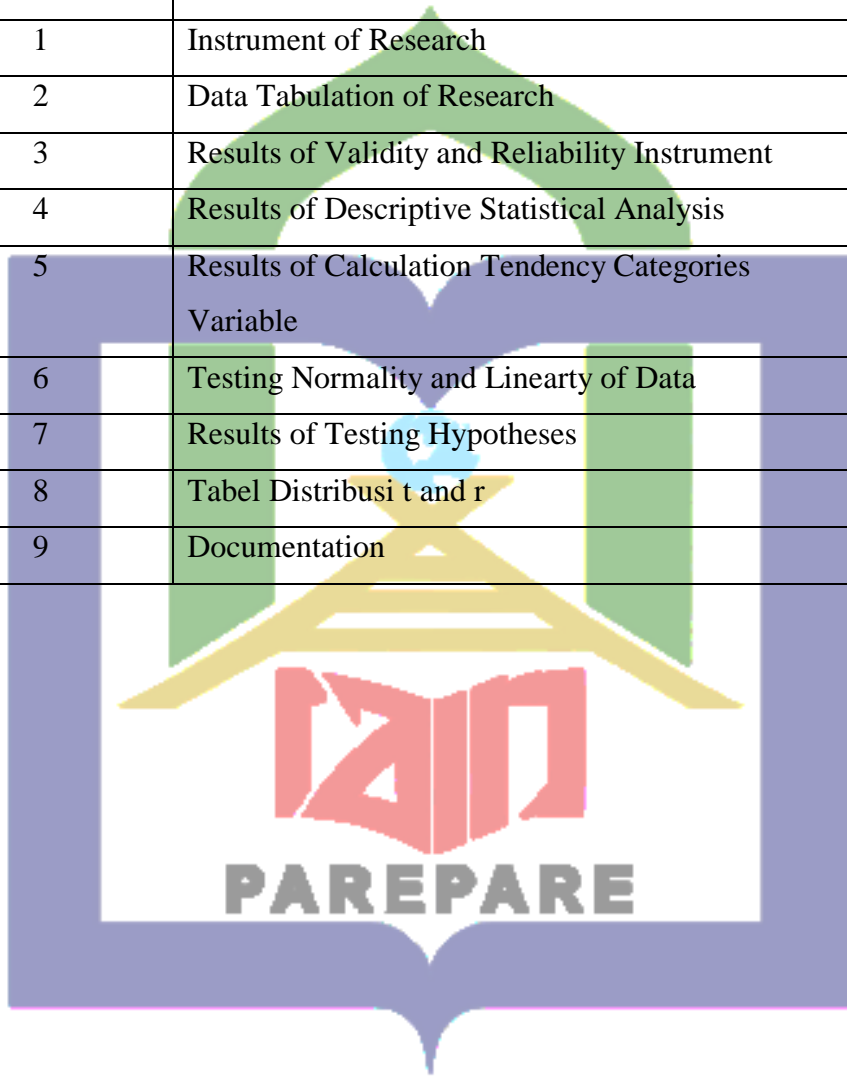 1 Instrument of Research
2 Data Tabulation of Research
3 Results of Validity and Reliability Instrument
4 Results of Descriptive Statistical Analysis
5 Results of Calculation Tendency Categories
Variable
6 Testing Normality and Linearty of Data
7 Results of Testing Hypotheses
8 Tabel Distribusi t and r
9 Documentation
iain
PAREPARE